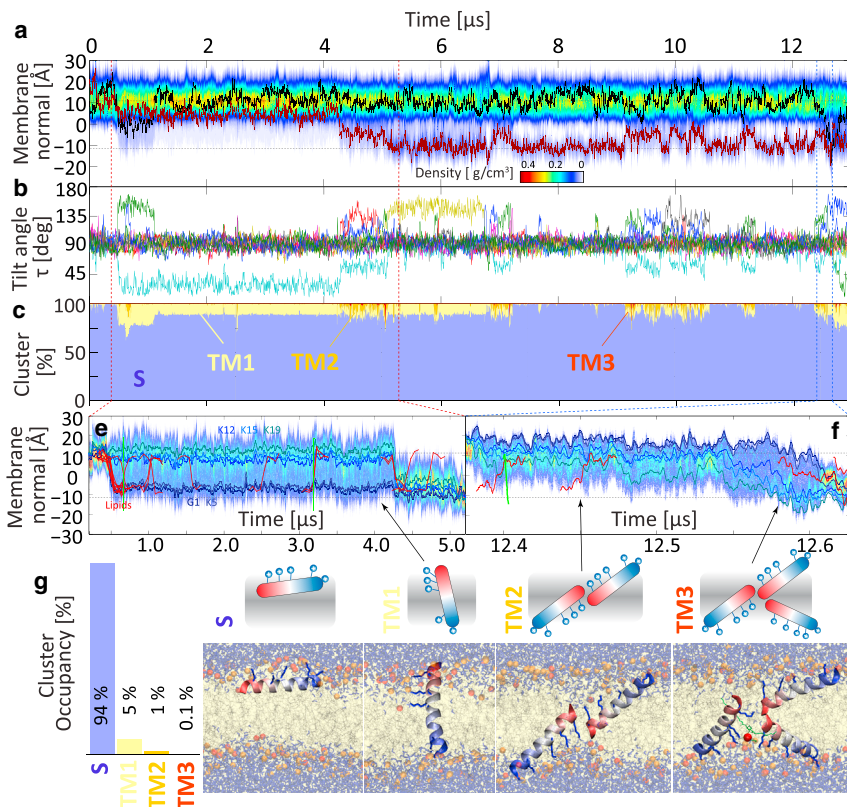 Time [µs]
a
0 2 4 6 8 10 12
Membrane normal [Å]
30
20
10
0
−10
−20
Density [ g/cm³]
0.4 0.2 0
b
Tilt angle τ [deg]
180
135
90
45
c
Cluster [%]
100
50
0
S
TM1
TM2
TM3
e
Membrane normal [Å]
30
20
10
0
−10
−20
−30
K12 K15 K19
Lipids
G1 K5
Time [µs]
1.0 2.0 3.0 4.0 5.0
f
Time [µs]
12.4 12.5 12.6
g
Cluster Occupancy [%]
94 %
5 %
1 %
0.1 %
S
TM1
TM2
TM3
S
TM1
TM2
TM3